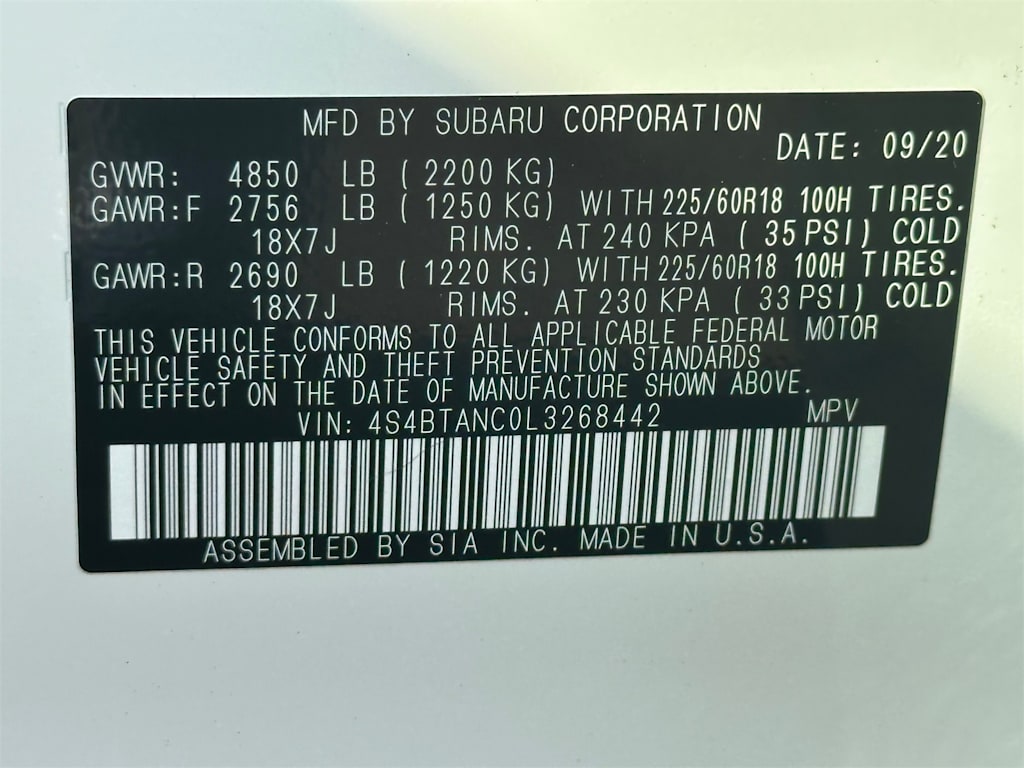 MFD BY SUBARU CORPORATION
DATE: 09/20
GVWR: 4850 LB ( 2200 KG)
GAWR:F 2756 LB ( 1250 KG) WITH 225/60R18 100H TIRES.
18X7J RIMS. AT 240 KPA ( 35 PSI) COLD
GAWR:R 2690 LB ( 1220 KG) WITH 225/60R18 100H TIRES.
18X7J RIMS. AT 230 KPA ( 33 PSI) COLD
THIS VEHICLE CONFORMS TO ALL APPLICABLE FEDERAL MOTOR
VEHICLE SAFETY AND THEFT PREVENTION STANDARDS
IN EFFECT ON THE DATE OF MANUFACTURE SHOWN ABOVE.
VIN: 4S4BTANC0L3268442 MPV
ASSEMBLED BY SIA INC. MADE IN U.S.A.